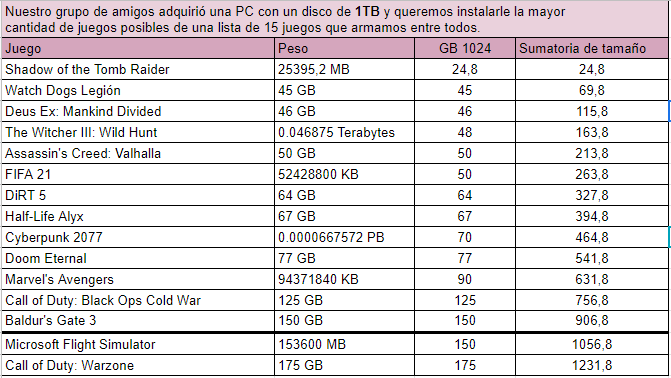 Nuestro grupo de amigos adquirió una PC con un disco de 1TB y queremos instalarle la mayor
cantidad de juegos posibles de una lista de 15 juegos que armamos entre todos.
Juego Peso GB 1024 Sumatoria de tamaño
Shadow of the Tomb Raider 25395,2 MB 24,8 24,8
Watch Dogs Legión 45 GB 45 69,8
Deus Ex: Mankind Divided 46 GB 46 115,8
The Witcher III: Wild Hunt 0.046875 Terabytes 48 163,8
Assassin's Creed: Valhalla 50 GB 50 213,8
FIFA 21 52428800 KB 50 263,8
DiRT 5 64 GB 64 327,8
Half-Life Alyx 67 GB 67 394,8
Cyberpunk 2077 0.0000667572 PB 70 464,8
Doom Eternal 77 GB 77 541,8
Marvel's Avengers 94371840 KB 90 631,8
Call of Duty: Black Ops Cold War 125 GB 125 756,8
Baldur's Gate 3 150 GB 150 906,8
Microsoft Flight Simulator 153600 MB 150 1056,8
Call of Duty: Warzone 175 GB 175 1231,8